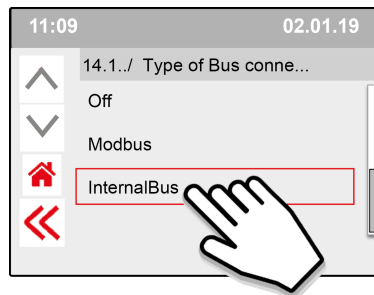 11:09 02.01.19
14.1../ Type of Bus conne...
Off
Modbus
InternalBus